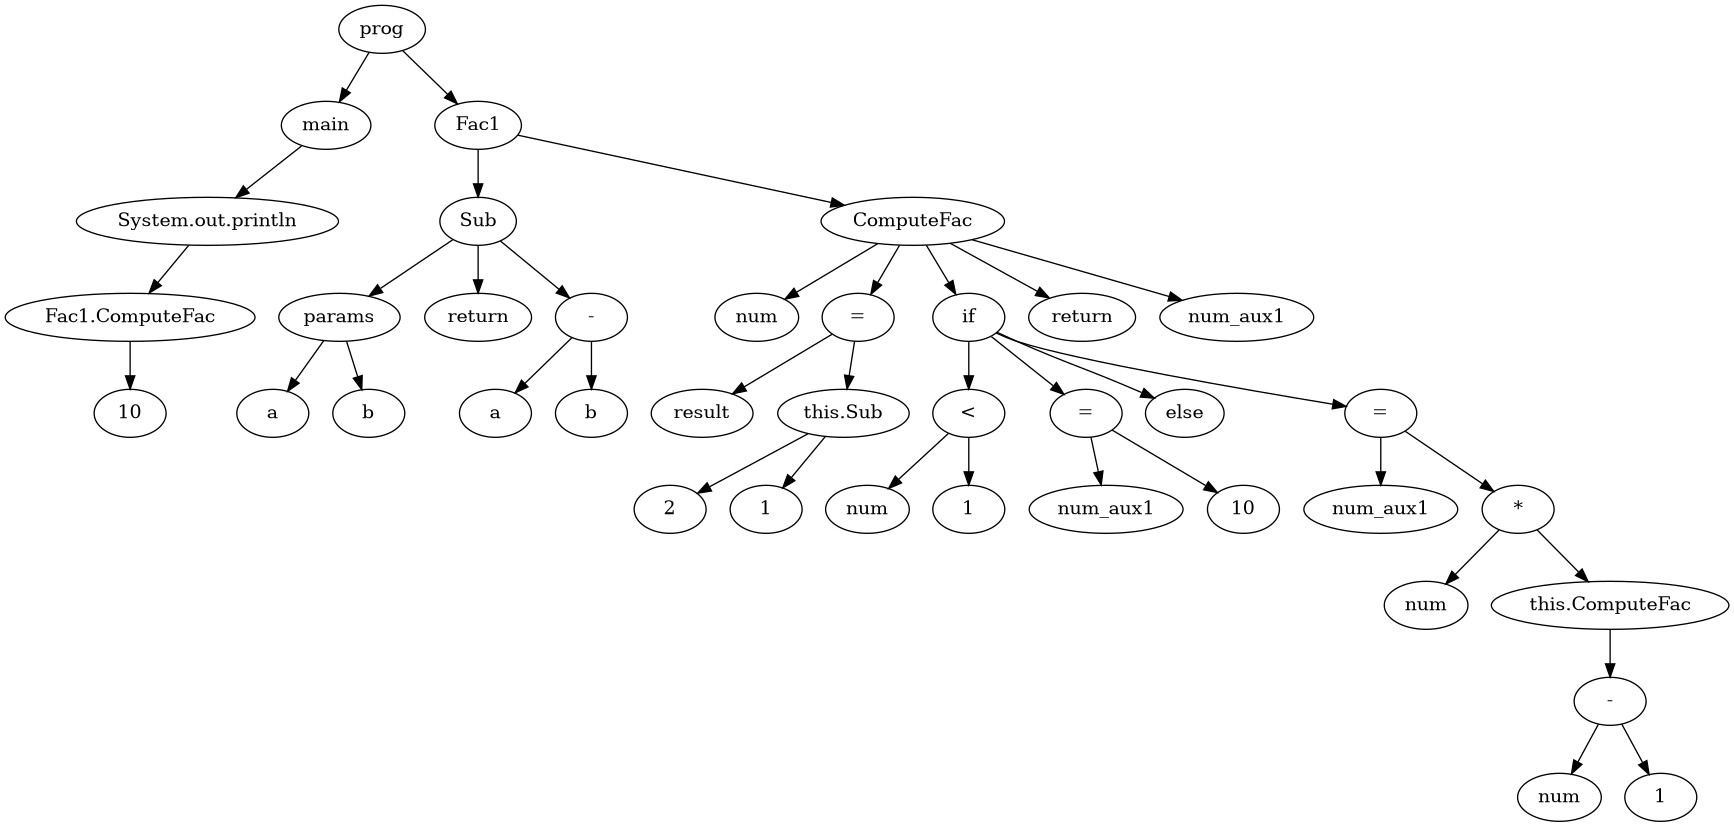 prog
main
Fac1
System.out.println
Sub
ComputeFac
Fac1.ComputeFac
params
return
-
num
=
if
return
num_aux1
10
a
b
a
b
result
this.Sub
<
=
else
=
2
1
num
1
num_aux1
10
num_aux1
*
num
this.ComputeFac
-
num
1